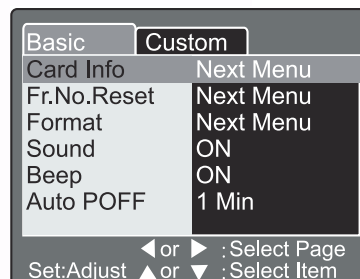 Basic Custom
Card Info Next Menu
Fr.No.Reset Next Menu
Format Next Menu
Sound ON
Beep ON
Auto POFF 1 Min
◀ or ▶ :Select Page
Set:Adjust ▲ or ▼ :Select Item